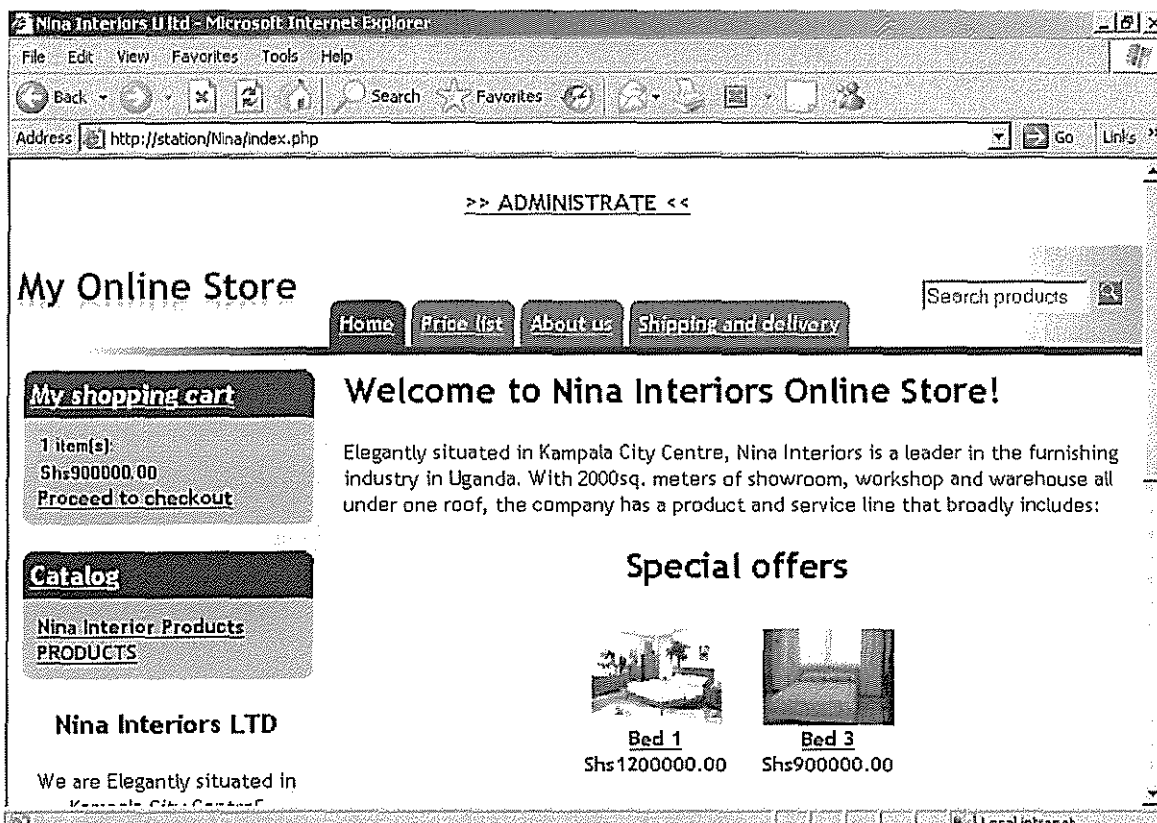 Nina Interiors U ltd - Microsoft Internet Explorer
File Edit View Favorites Tools Help
Back Search Favorites
Address http://station/Nina/index.php Go Links »
>> ADMINISTRATE <<
My Online Store
Search products
Home Price list About us Shipping and delivery
My shopping cart
1 item(s):
Shs900000.00
Proceed to checkout
Catalog
Nina Interior Products
PRODUCTS
Nina Interiors LTD
We are Elegantly situated in
Kampala City Centre
Welcome to Nina Interiors Online Store!
Elegantly situated in Kampala City Centre, Nina Interiors is a leader in the furnishing
industry in Uganda. With 2000sq. meters of showroom, workshop and warehouse all
under one roof, the company has a product and service line that broadly includes:
Special offers
Bed 1 Bed 3
Shs1200000.00 Shs900000.00
Local intranet